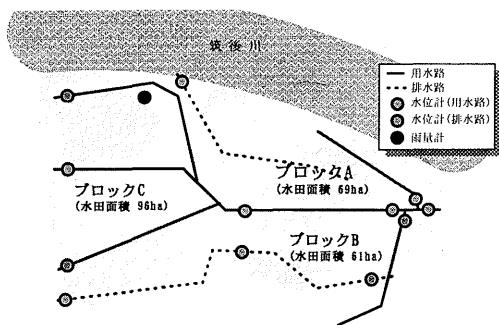 筑後川
用水路
排水路
水位計(用水路)
水位計(排水路)
雨量計
ブロックA
(水田面積 69ha)
ブロックC
(水田面積 96ha)
ブロックB
(水田面積 61ha)